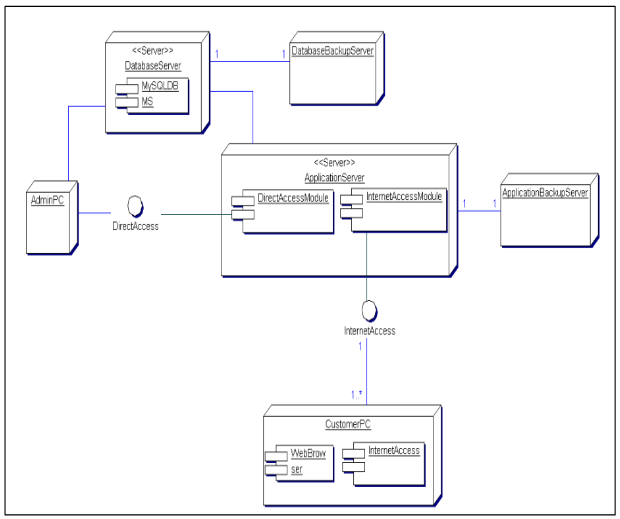 <<Server>>
DatabaseServer
MySQLDB
MS
1
1
DatabaseBackupServer
<<Server>>
ApplicationServer
DirectAccessModule
InternetAccessModule
AdminPC
DirectAccess
1
1
ApplicationBackupServer
InternetAccess
1
1..*
CustomerPC
WebBrow
ser
InternetAccess